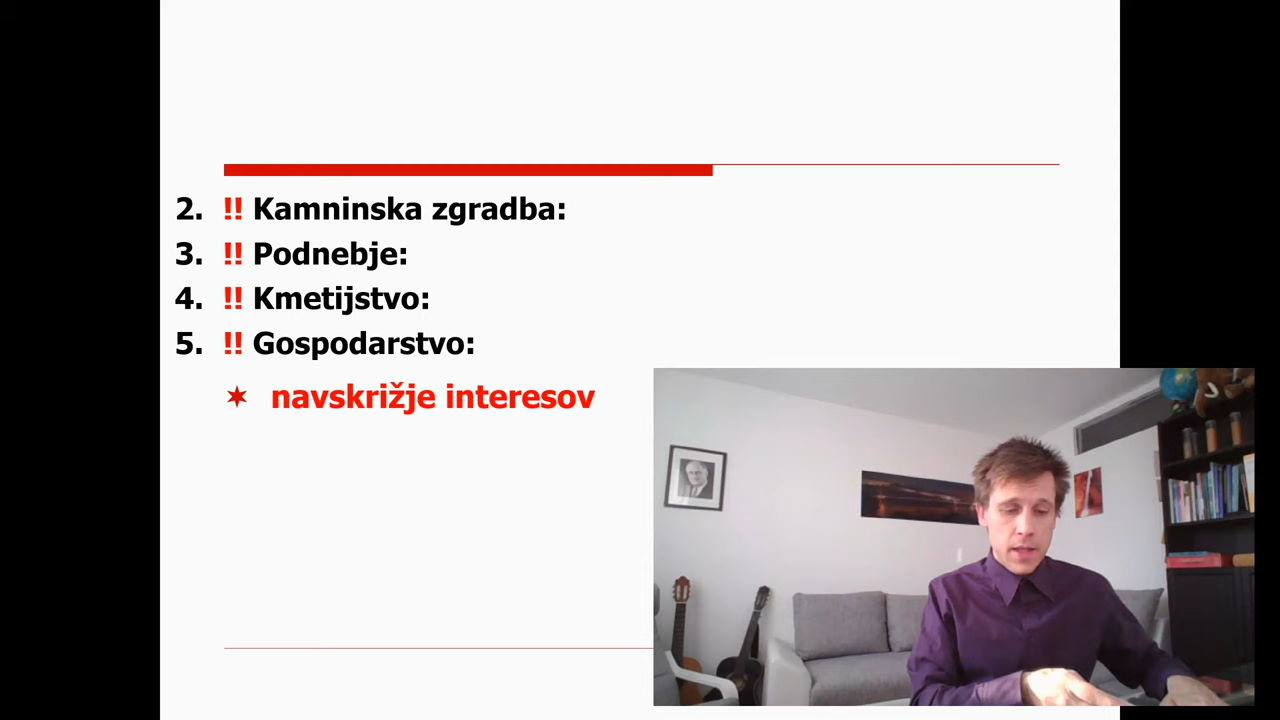 2. !! Kamninska zgradba:
3. !! Podnebje:
4. !! Kmetijstvo:
5. !! Gospodarstvo:
✶ navskrižje interesov